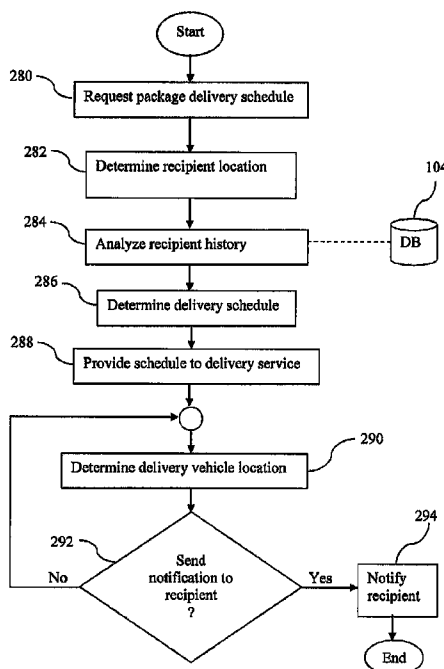 Start
280
Request package delivery schedule
282
Determine recipient location
104
284
Analyze recipient history
DB
286
Determine delivery schedule
288
Provide schedule to delivery service
290
Determine delivery vehicle location
292
294
Send
notification to
recipient
?
No
Yes
Notify
recipient
End